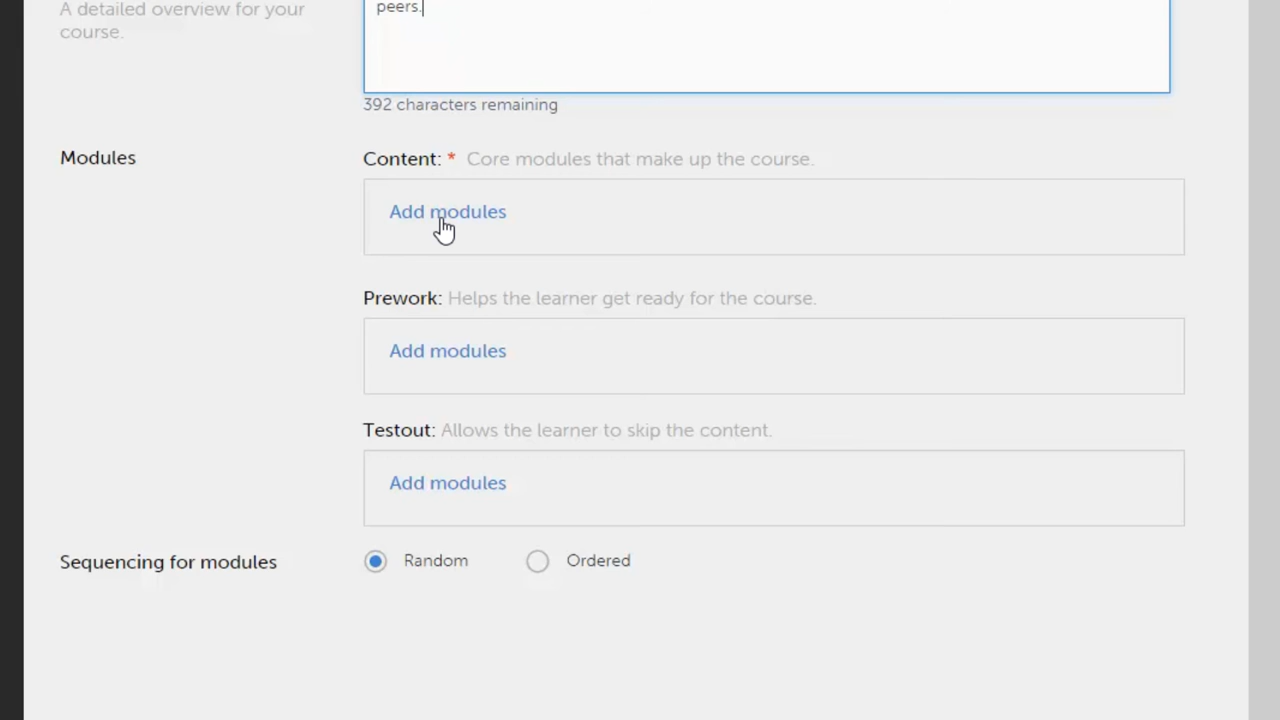 A detailed overview for your
course.
peers.
392 characters remaining
Modules
Content: * Core modules that make up the course.
Add modules
Prework: Helps the learner get ready for the course.
Add modules
Testout: Allows the learner to skip the content.
Add modules
Sequencing for modules
Random
Ordered